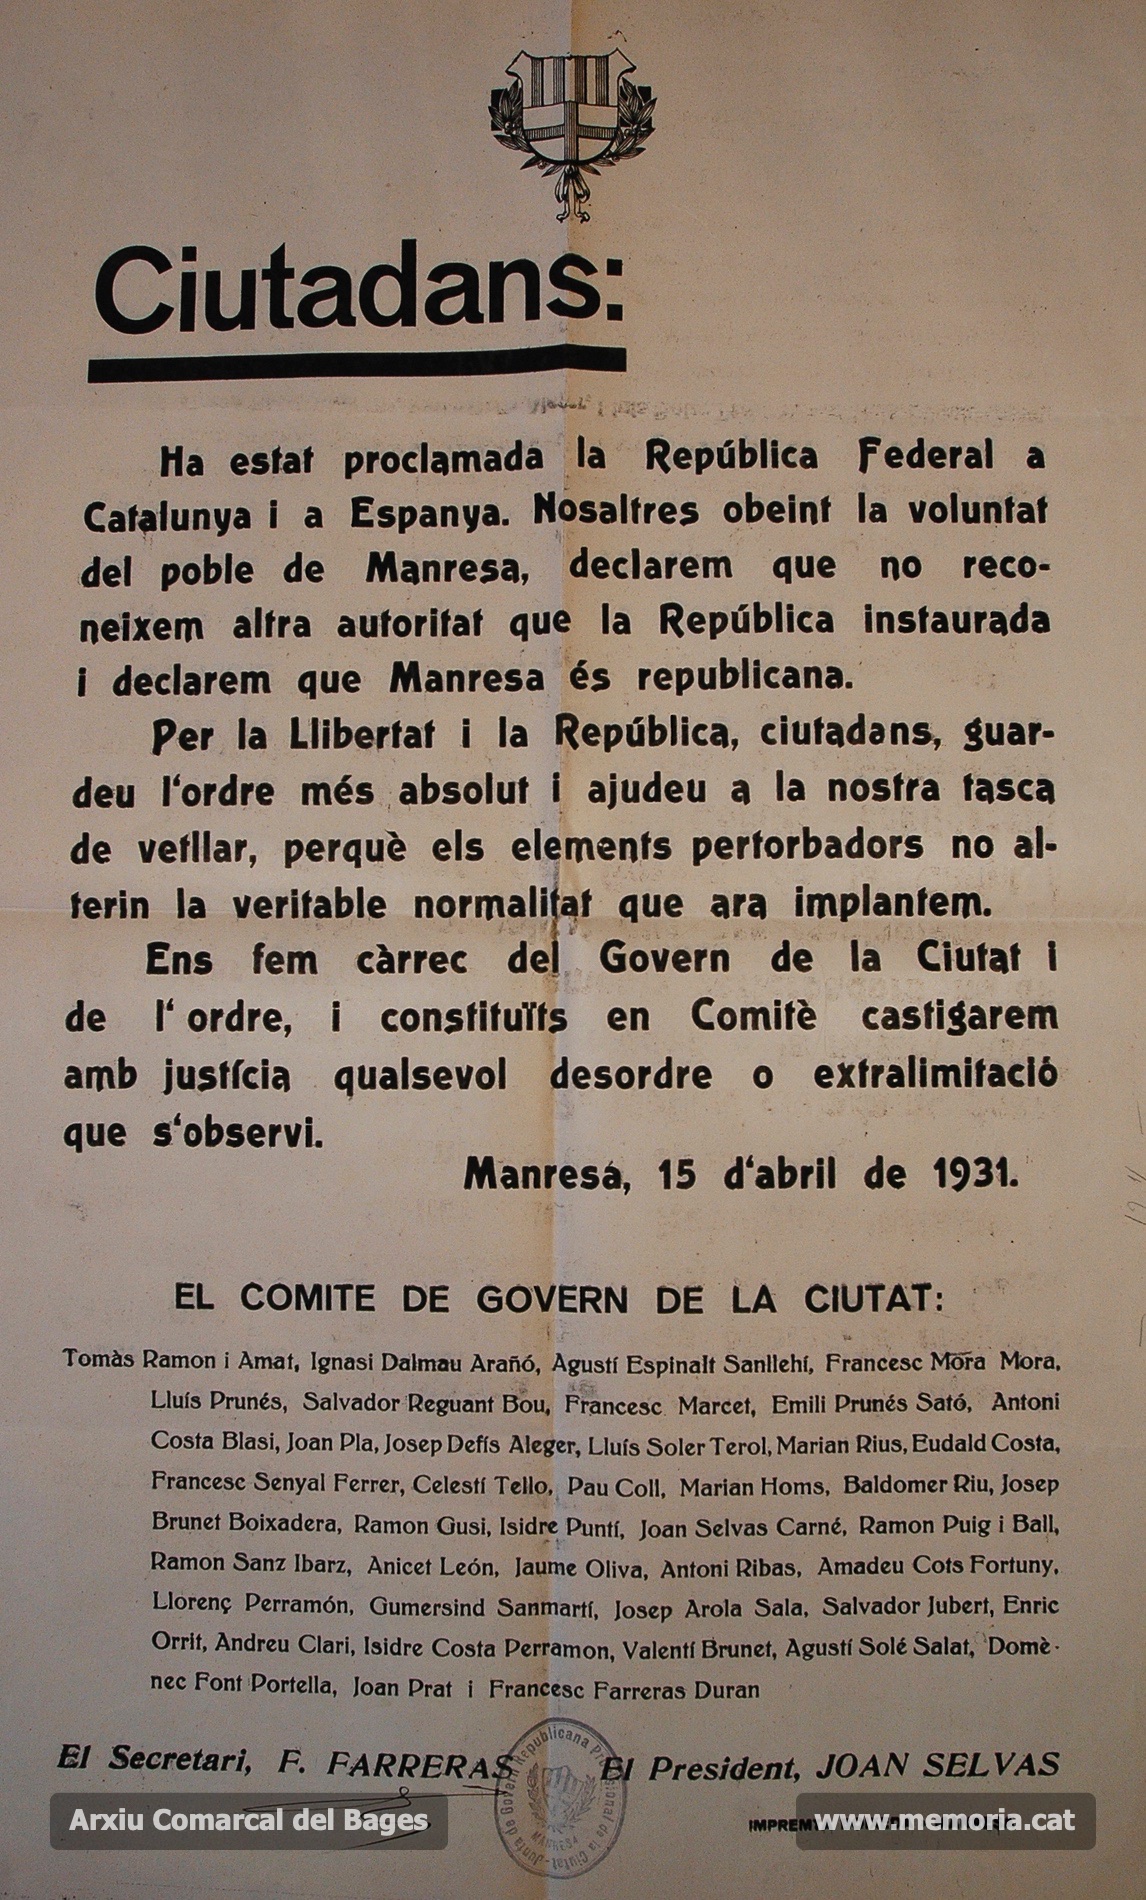 Ciutadans:
Ha estat proclamada la República Federal a
Catalunya i a Espanya. Nosaltres obeint la voluntat
del poble de Manresa, declarem que no reco-
neixem altra autoritat que la República instaurada
i declarem que Manresa és republicana.
Per la Llibertat i la República, ciutadans, guar-
deu l'ordre més absolut i ajudeu a la nostra tasca
de vetllar, perquè els elements pertorbadors no al-
terin la veritable normalitat que ara implantem.
Ens fem càrrec del Govern de la Ciutat i
de l'ordre, i constituïts en Comitè castigarem
amb justícia qualsevol desordre o extralimitació
que s'observi.
Manresa, 15 d'abril de 1931.
EL COMITE DE GOVERN DE LA CIUTAT:
Tomàs Ramon i Amat, Ignasi Dalmau Arañó, Agustí Espinalt Sanllehí, Francesc Mora Mora,
Lluís Prunés, Salvador Reguant Bou, Francesc Marcet, Emili Prunés Sató, Antoni
Costa Blasi, Joan Pla, Josep Defís Aleger, Lluís Soler Terol, Marian Rius, Eudald Costa,
Francesc Senyal Ferrer, Celestí Tello, Pau Coll, Marian Homs, Baldomer Riu, Josep
Brunet Boixadera, Ramon Gusi, Isidre Puntí, Joan Selvas Carné, Ramon Puig i Ball,
Ramon Sanz Ibarz, Anicet León, Jaume Oliva, Antoni Ribas, Amadeu Cots Fortuny,
Llorenç Perramón, Gumersind Sanmartí, Josep Arola Sala, Salvador Jubert, Enric
Orrit, Andreu Clari, Isidre Costa Perramon, Valentí Brunet, Agustí Solé Salat, Domè-
nec Font Portella, Joan Prat i Francesc Farreras Duran
El Secretari, F. FARRERAS
El President, JOAN SELVAS
Junta de Govern Republicana Provisional de la Ciutat - MANRESA
Arxiu Comarcal del Bages
www.memoria.cat